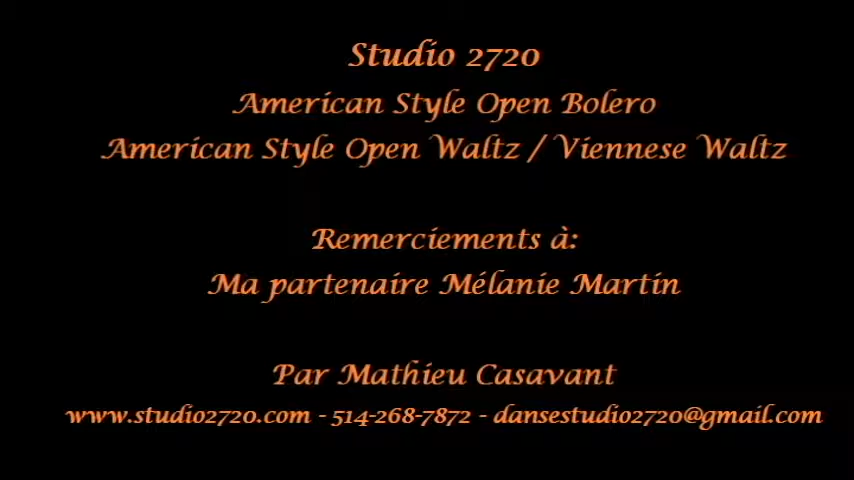 Studio 2720
American Style Open Bolero
American Style Open Waltz / Viennese Waltz
Remerciements à:
Ma partenaire Mélanie Martin
Par Mathieu Casavant
www.studio2720.com - 514-268-7872 - dansestudio2720@gmail.com